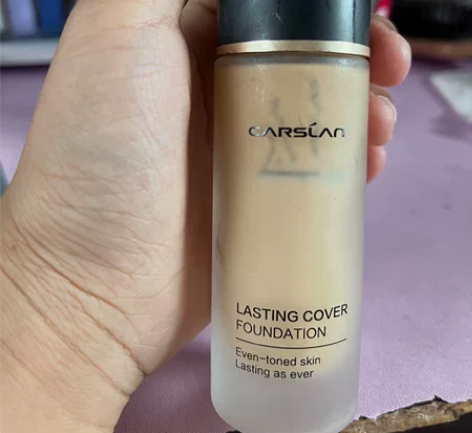 CARSLAN
LASTING COVER
FOUNDATION
Even-toned skin
Lasting as ever